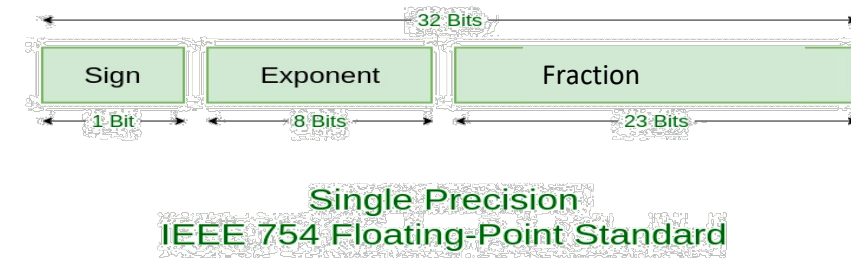 32 Bits
Sign Exponent Fraction
1 Bit 8 Bits 23 Bits
Single Precision
IEEE 754 Floating-Point Standard